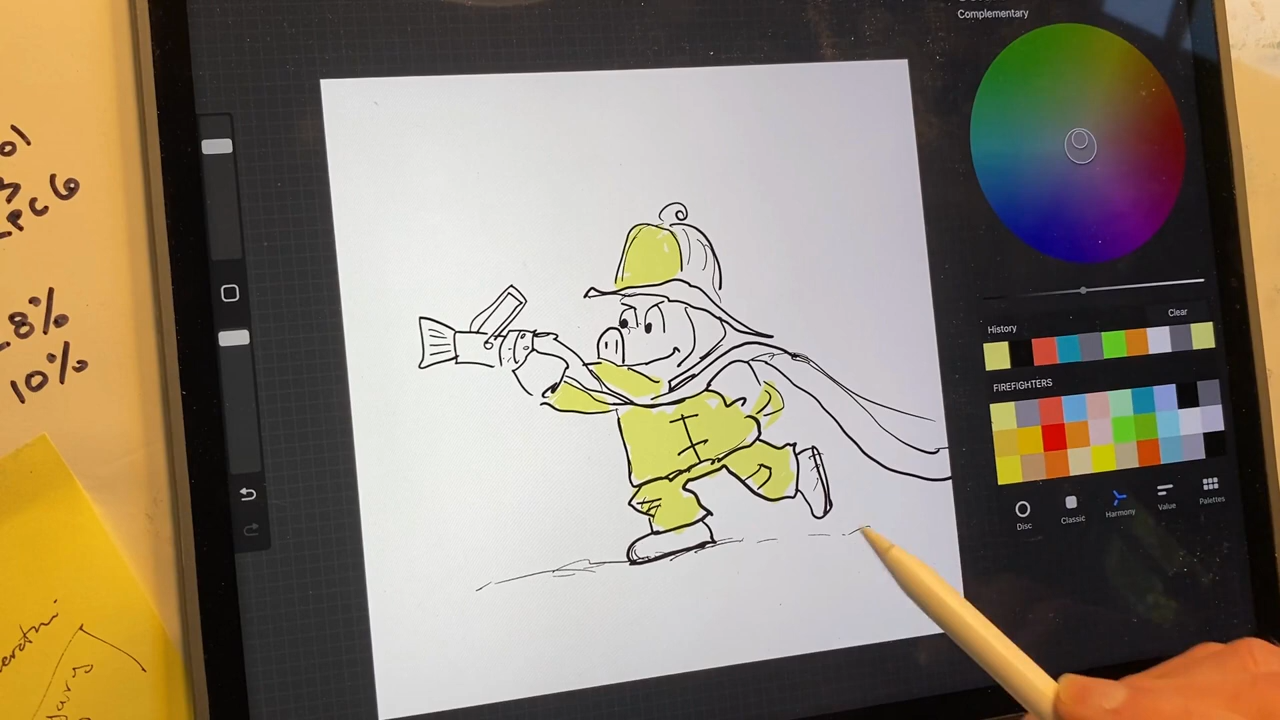 Complementary
Clear
History
FIREFIGHTERS
Disc
Classic
Harmony
Value
Palettes
8%
10%